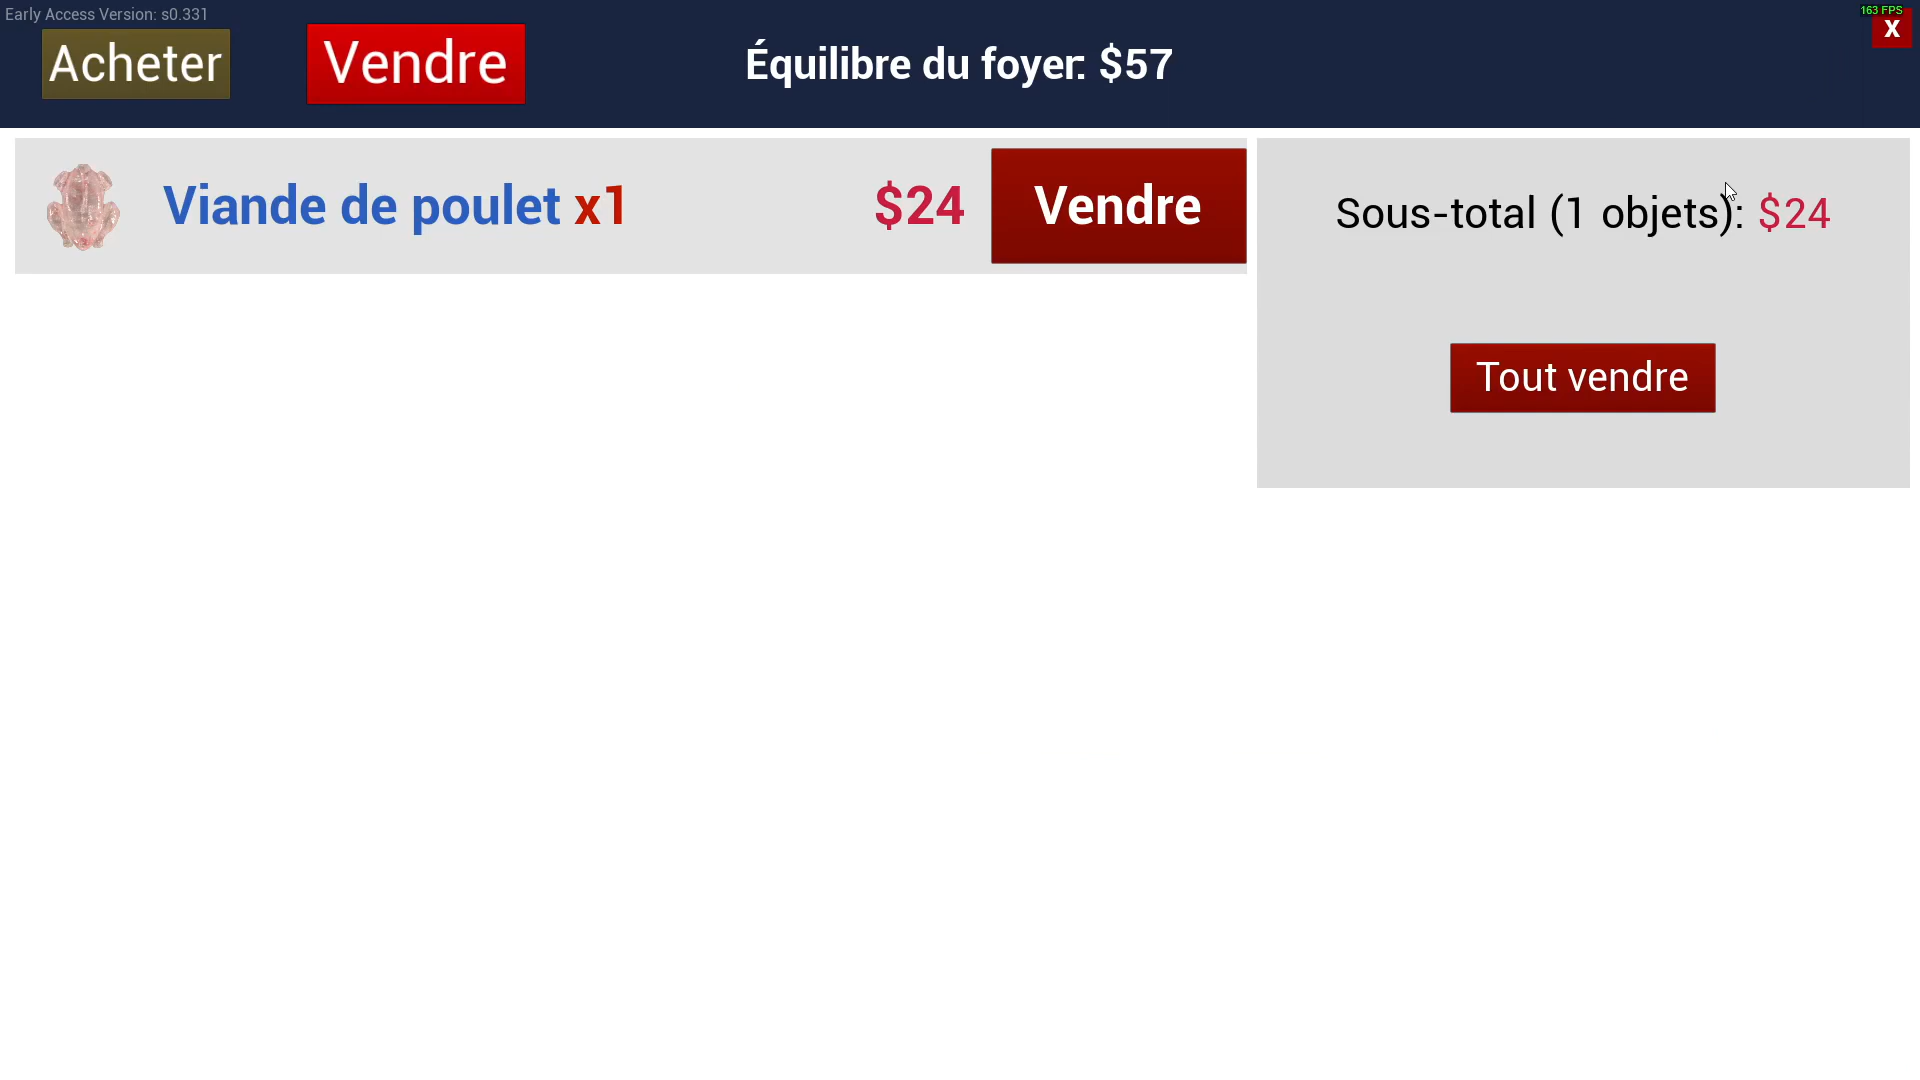 Early Access Version: s0.331
163 FPS
Acheter
Vendre
Équilibre du foyer: $57
X
Viande de poulet x1
$24
Vendre
Sous-total (1 objets): $24
Tout vendre